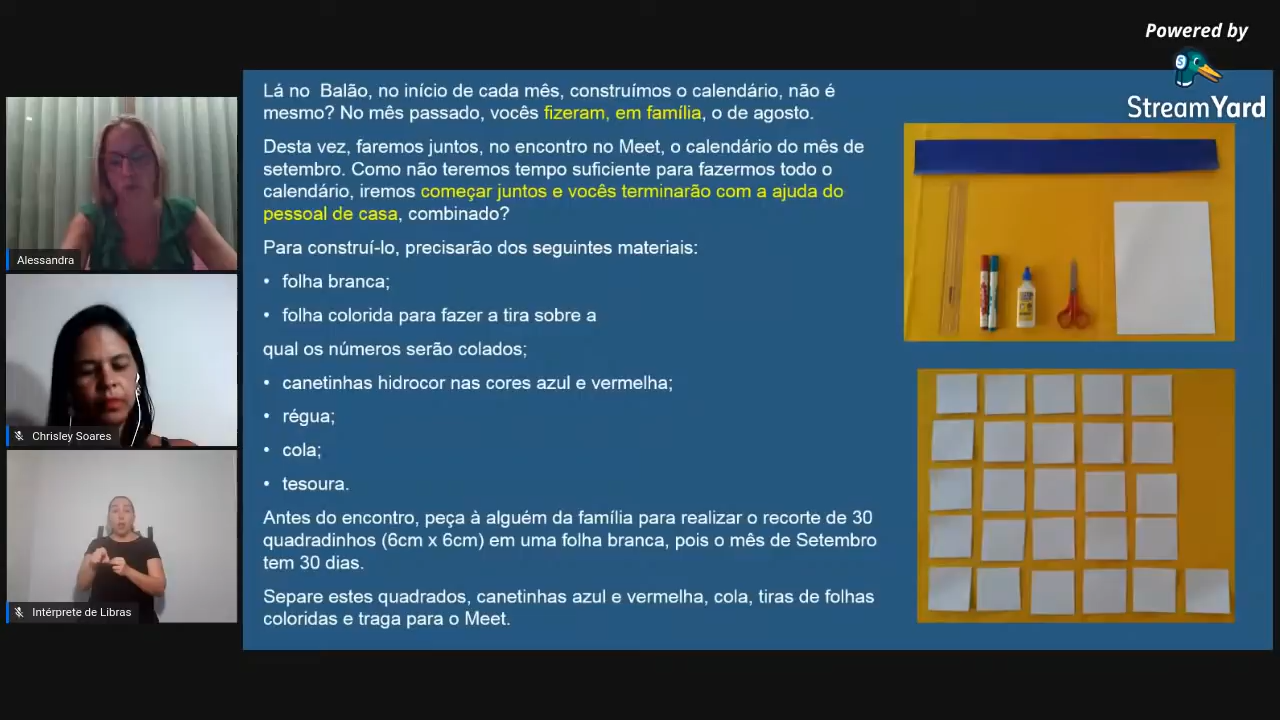 Powered by
StreamYard
Lá no  Balão, no início de cada mês, construímos o calendário, não é
mesmo? No mês passado, vocês fizeram, em família, o de agosto.
Desta vez, faremos juntos, no encontro no Meet, o calendário do mês de
setembro. Como não teremos tempo suficiente para fazermos todo o
calendário, iremos começar juntos e vocês terminarão com a ajuda do
pessoal de casa, combinado?
Para construí-lo, precisarão dos seguintes materiais:
• folha branca;
• folha colorida para fazer a tira sobre a
qual os números serão colados;
• canetinhas hidrocor nas cores azul e vermelha;
• régua;
• cola;
• tesoura.
Antes do encontro, peça à alguém da família para realizar o recorte de 30
quadradinhos (6cm x 6cm) em uma folha branca, pois o mês de Setembro
tem 30 dias.
Separe estes quadrados, canetinhas azul e vermelha, cola, tiras de folhas
coloridas e traga para o Meet.
Alessandra
Chrisley Soares
Intérprete de Libras